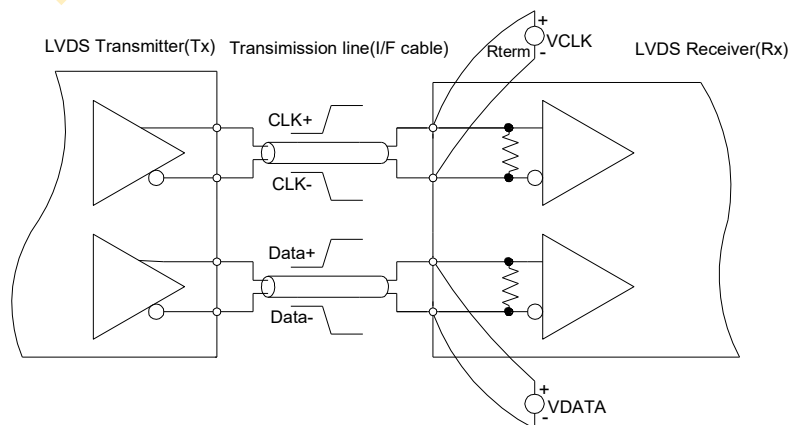 LVDS Transmitter(Tx) Transimission line(I/F cable) Rterm + VCLK - LVDS Receiver(Rx)
CLK+
CLK-
Data+
Data-
+
VDATA
-